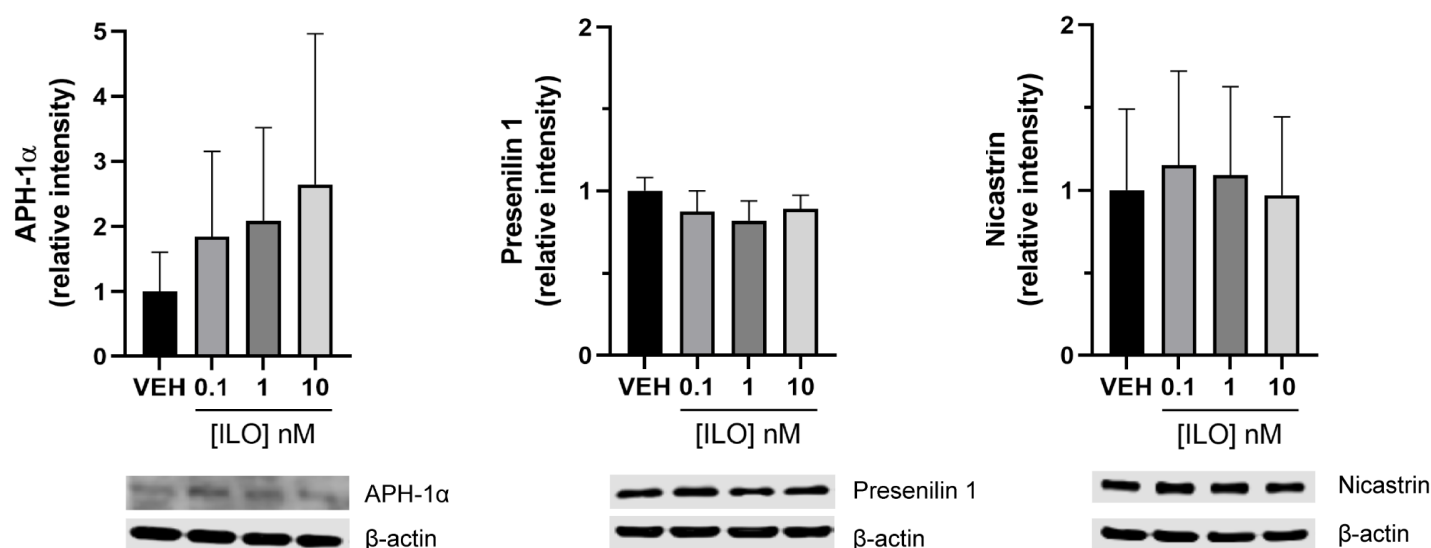 APH-1α
(relative intensity)
5
4
3
2
1
0
VEH 0.1 1 10
[ILO] nM
APH-1α
β-actin
Presenilin 1
(relative intensity)
2
1
0
VEH 0.1 1 10
[ILO] nM
Presenilin 1
β-actin
Nicastrin
(relative intensity)
2
1
0
VEH 0.1 1 10
[ILO] nM
Nicastrin
β-actin